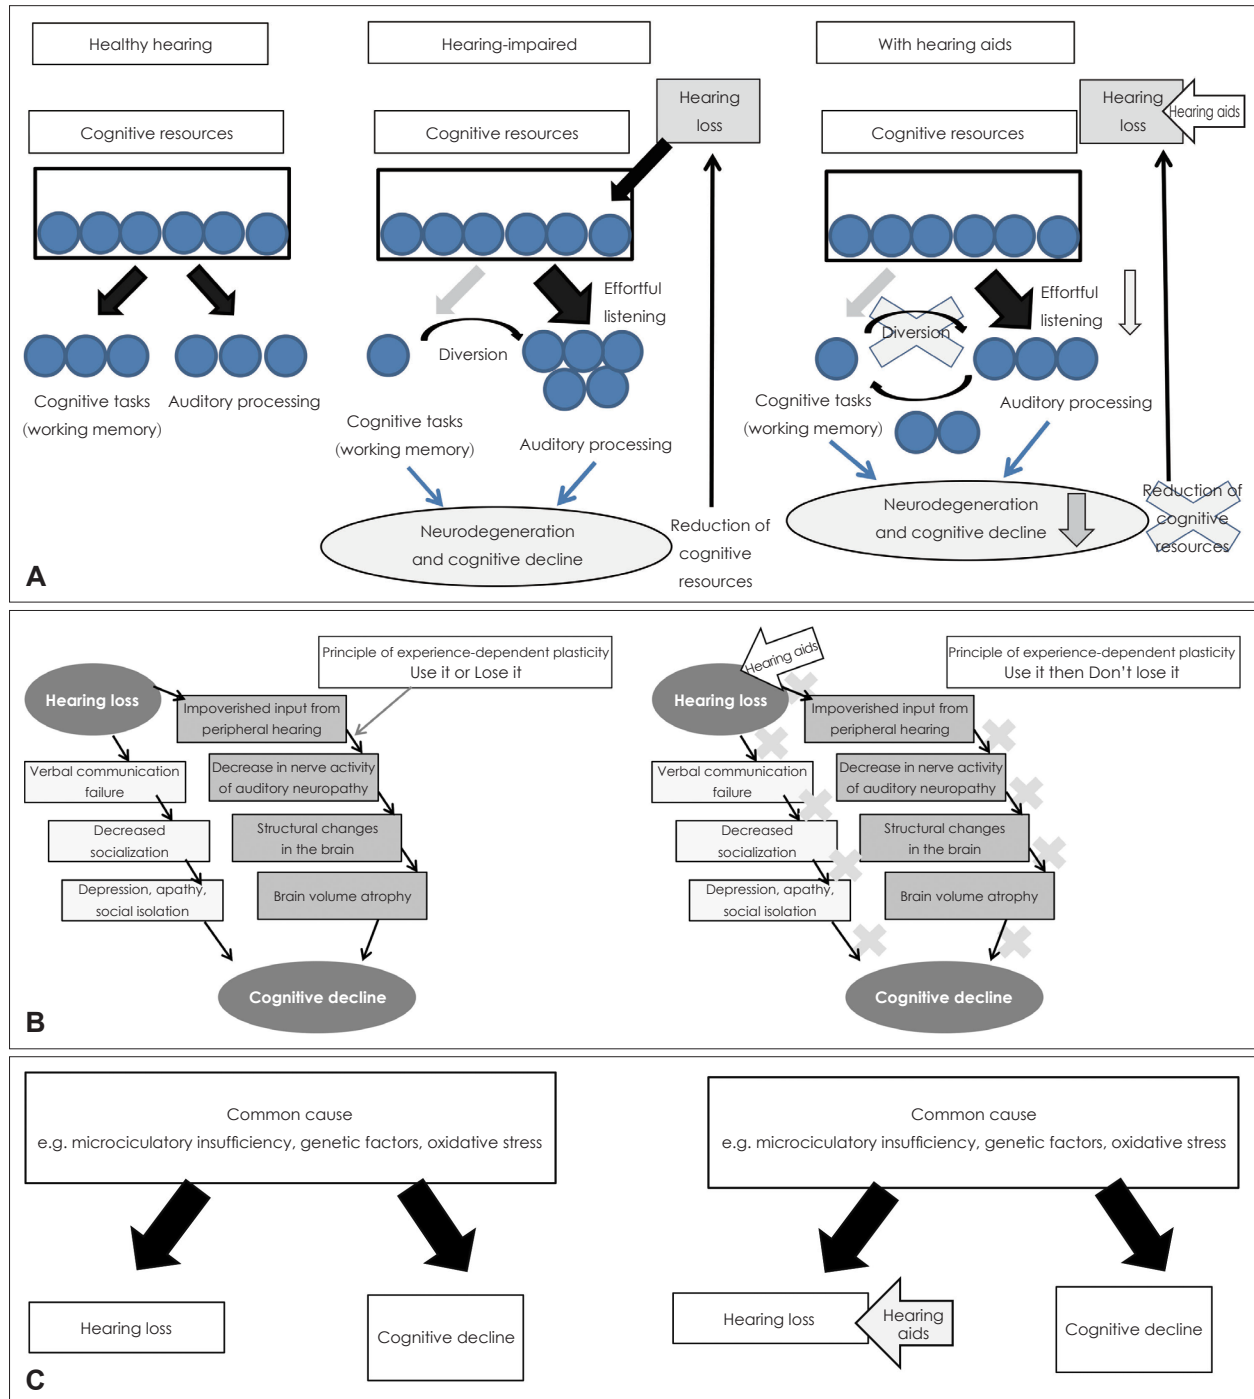 Healthy hearing
Cognitive resources
Cognitive tasks
(working memory)
Auditory processing
Hearing-impaired
Hearing
loss
Cognitive resources
Effortful
listening
Diversion
Cognitive tasks
(working memory)
Auditory processing
Neurodegeneration
and cognitive decline
Reduction of
cognitive
resources
With hearing aids
Hearing
loss
Hearing aids
Cognitive resources
Effortful
listening
Diversion
Cognitive tasks
(working memory)
Auditory processing
Neurodegeneration
and cognitive decline
Reduction of
cognitive
resources
A
Principle of experience-dependent plasticity
Use it or Lose it
Hearing loss
Impoverished input from
peripheral hearing
Verbal communication
failure
Decrease in nerve activity
of auditory neuropathy
Decreased
socialization
Structural changes
in the brain
Depression, apathy,
social isolation
Brain volume atrophy
Cognitive decline
Hearing aids
Principle of experience-dependent plasticity
Use it then Don't lose it
Hearing loss
Impoverished input from
peripheral hearing
Verbal communication
failure
Decrease in nerve activity
of auditory neuropathy
Decreased
socialization
Structural changes
in the brain
Depression, apathy,
social isolation
Brain volume atrophy
Cognitive decline
B
Common cause
e.g. microciculatory insufficiency, genetic factors, oxidative stress
Hearing loss
Cognitive decline
Common cause
e.g. microciculatory insufficiency, genetic factors, oxidative stress
Hearing loss
Hearing
aids
Cognitive decline
C